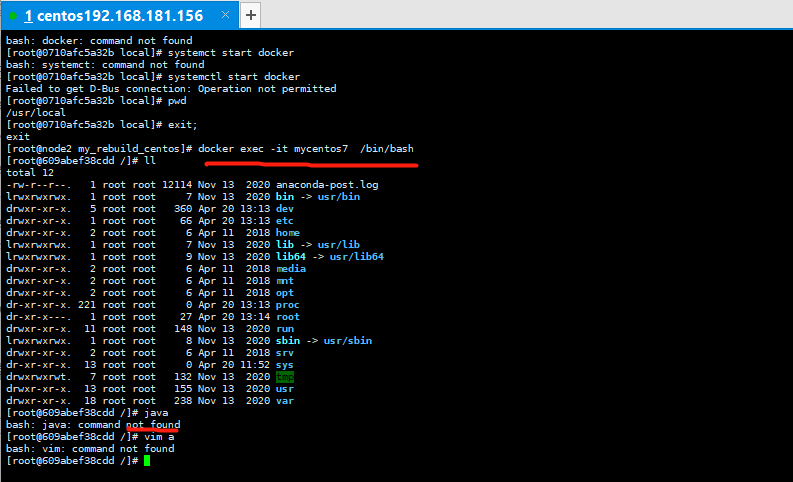 1 centos192.168.181.156 × +
bash: docker: command not found
[root@0710afc5a32b local]# systemct start docker
bash: systemct: command not found
[root@0710afc5a32b local]# systemctl start docker
Failed to get D-Bus connection: Operation not permitted
[root@0710afc5a32b local]# pwd
/usr/local
[root@0710afc5a32b local]# exit;
exit
[root@node2 my_rebuild_centos]# docker exec -it mycentos7  /bin/bash
[root@609abef38cdd /]# ll
total 12
-rw-r--r--.   1 root root 12114 Nov 13  2020 anaconda-post.log
lrwxrwxrwx.   1 root root     7 Nov 13  2020 bin -> usr/bin
drwxr-xr-x.   5 root root   360 Apr 20 13:13 dev
drwxr-xr-x.   1 root root    66 Apr 20 13:13 etc
drwxr-xr-x.   2 root root     6 Apr 11  2018 home
lrwxrwxrwx.   1 root root     7 Nov 13  2020 lib -> usr/lib
lrwxrwxrwx.   1 root root     9 Nov 13  2020 lib64 -> usr/lib64
drwxr-xr-x.   2 root root     6 Apr 11  2018 media
drwxr-xr-x.   2 root root     6 Apr 11  2018 mnt
drwxr-xr-x.   2 root root     6 Apr 11  2018 opt
dr-xr-xr-x. 221 root root     0 Apr 20 13:13 proc
dr-xr-x---.   1 root root    27 Apr 20 13:14 root
drwxr-xr-x.  11 root root   148 Nov 13  2020 run
lrwxrwxrwx.   1 root root     8 Nov 13  2020 sbin -> usr/sbin
drwxr-xr-x.   2 root root     6 Apr 11  2018 srv
dr-xr-xr-x.  13 root root     0 Apr 20 11:52 sys
drwxrwxrwt.   7 root root   132 Nov 13  2020 tmp
drwxr-xr-x.  13 root root   155 Nov 13  2020 usr
drwxr-xr-x.  18 root root   238 Nov 13  2020 var
[root@609abef38cdd /]# java
bash: java: command not found
[root@609abef38cdd /]# vim a
bash: vim: command not found
[root@609abef38cdd /]#